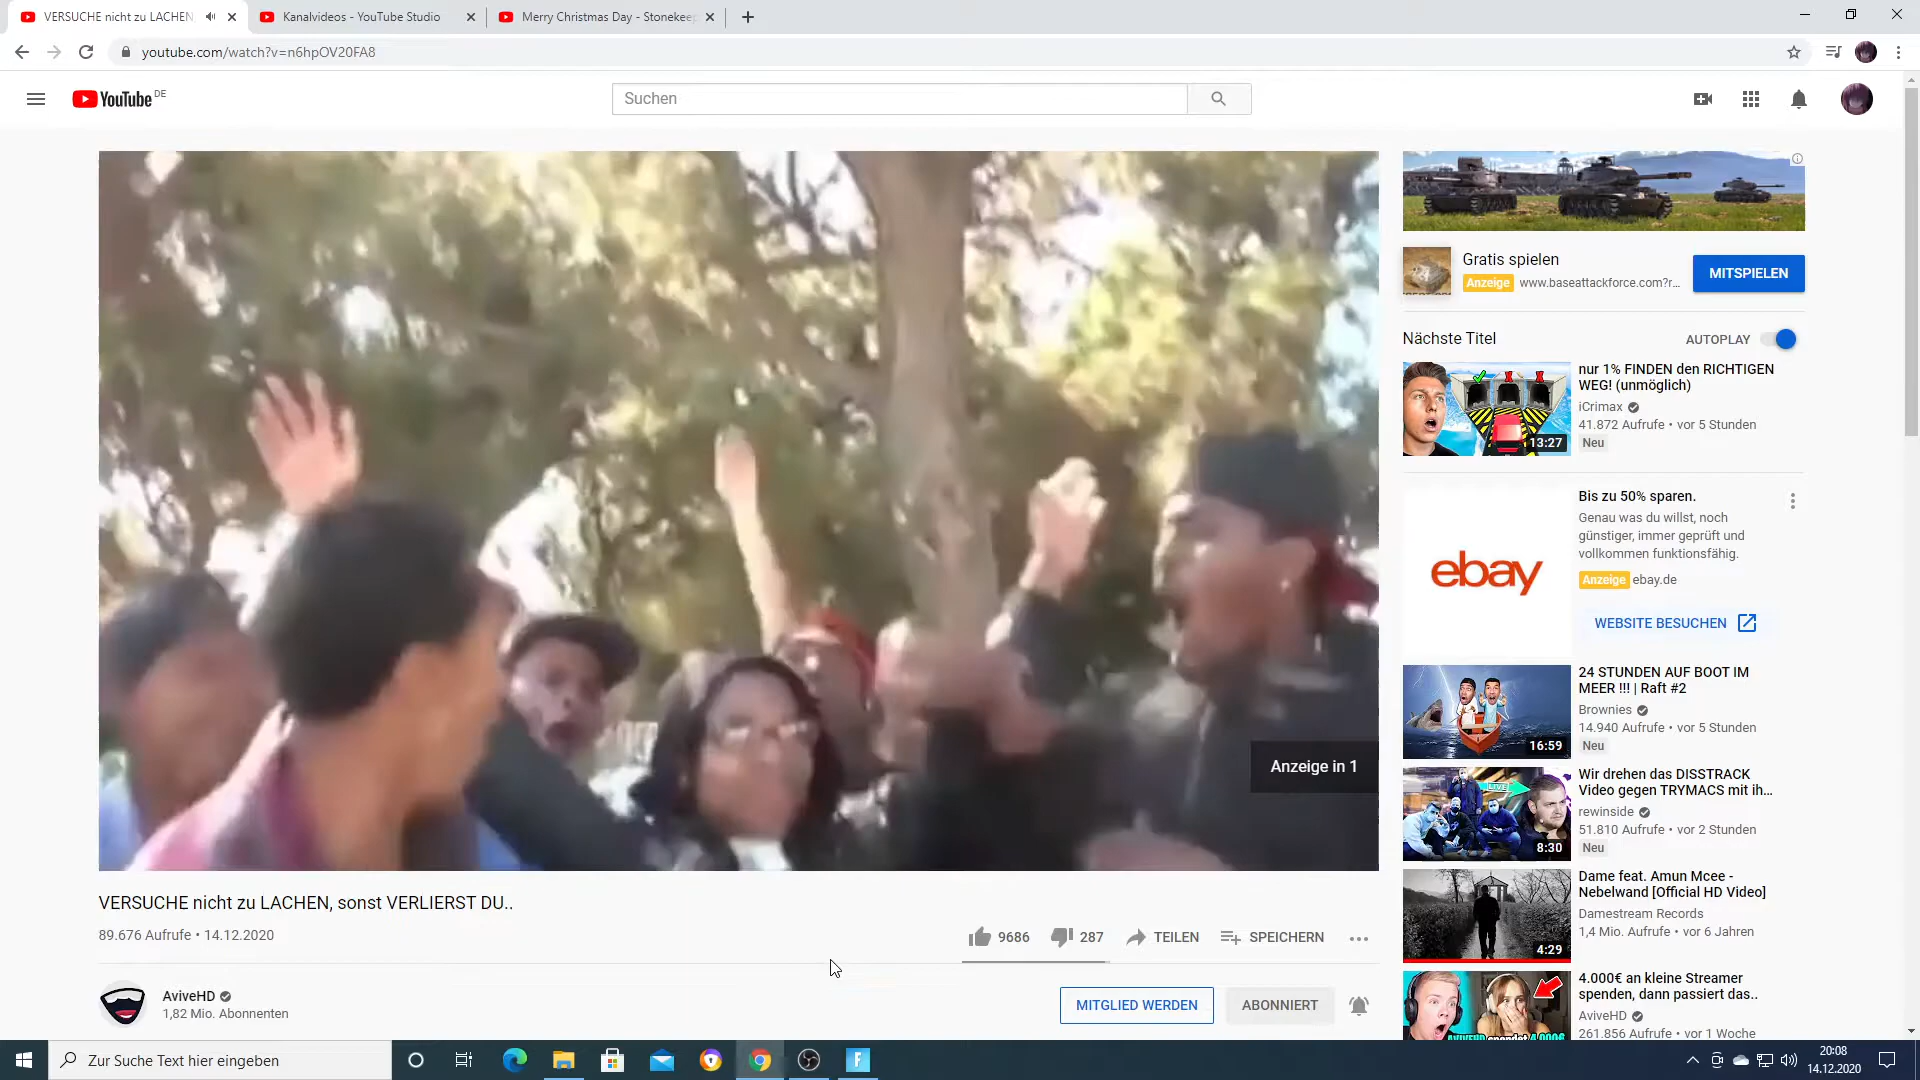 VERSUCHE nicht zu LACHEN
Kanalvideos - YouTube Studio
Merry Christmas Day - Stonekeep
youtube.com/watch?v=n6hpOV20FA8
YouTube DE
Suchen
Anzeige in 1
VERSUCHE nicht zu LACHEN, sonst VERLIERST DU..
89.676 Aufrufe • 14.12.2020
9686
287
TEILEN
SPEICHERN
AviveHD
1,82 Mio. Abonnenten
MITGLIED WERDEN
ABONNIERT
Gratis spielen
Anzeige www.baseattackforce.com?r...
MITSPIELEN
Nächste Titel
AUTOPLAY
13:27
nur 1% FINDEN den RICHTIGEN
WEG! (unmöglich)
iCrimax
41.872 Aufrufe • vor 5 Stunden
Neu
ebay
Bis zu 50% sparen.
Genau was du willst, noch
günstiger, immer geprüft und
vollkommen funktionsfähig.
Anzeige ebay.de
WEBSITE BESUCHEN
16:59
24 STUNDEN AUF BOOT IM
MEER !!! | Raft #2
Brownies
14.940 Aufrufe • vor 5 Stunden
Neu
LIVE
8:30
Wir drehen das DISSTRACK
Video gegen TRYMACS mit ih...
rewinside
51.810 Aufrufe • vor 2 Stunden
Neu
4:29
Dame feat. Amun Mcee -
Nebelwand [Official HD Video]
Damestream Records
1,4 Mio. Aufrufe • vor 6 Jahren
4.000€ an kleine Streamer
spenden, dann passiert das..
AviveHD
261.856 Aufrufe • vor 1 Woche
Zur Suche Text hier eingeben
20:08
14.12.2020